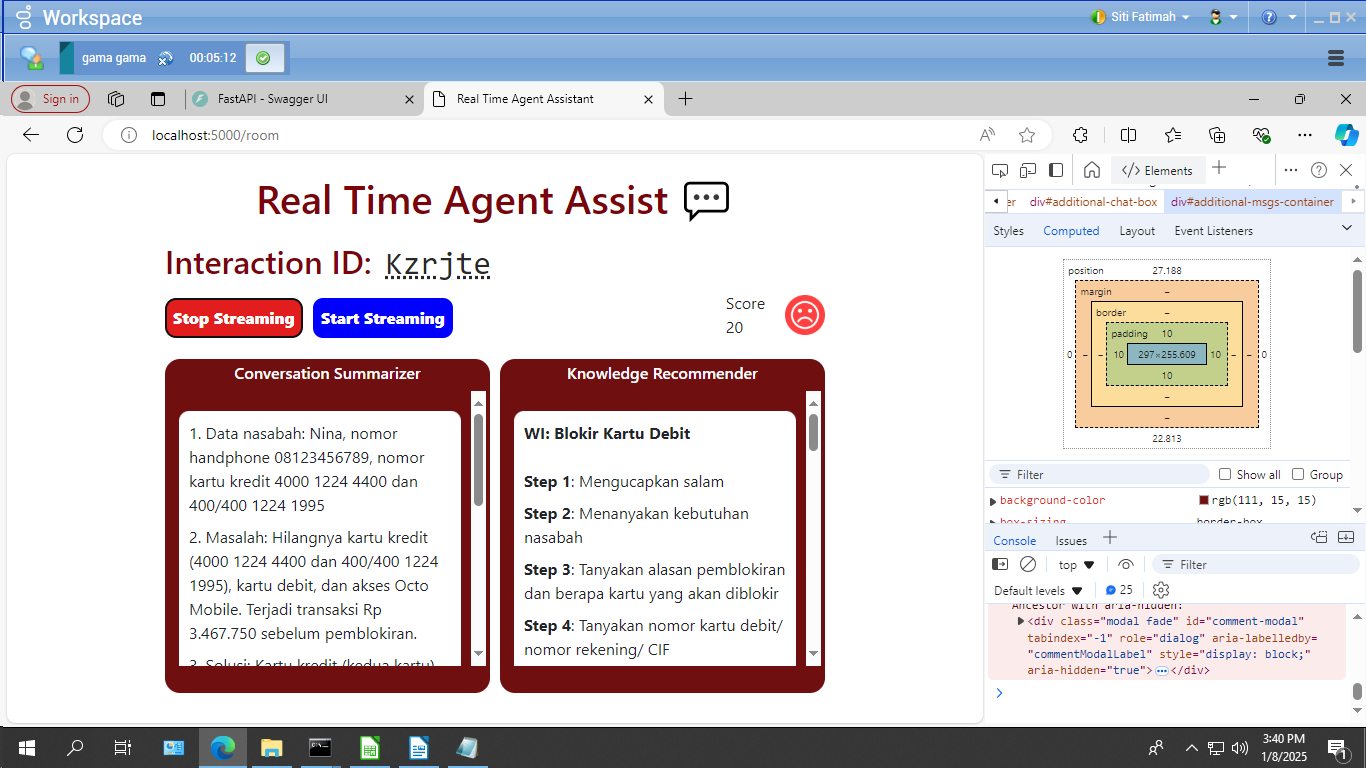 Workspace
Siti Fatimah
gama gama
00:05:12
Sign in
FastAPI - Swagger UI
Real Time Agent Assistant
localhost:5000/room
Real Time Agent Assist
Interaction ID: Kzrjte
Stop Streaming
Start Streaming
Score
20
Conversation Summarizer
1. Data nasabah: Nina, nomor
handphone 08123456789, nomor
kartu kredit 4000 1224 4400 dan
400/400 1224 1995
2. Masalah: Hilangnya kartu kredit
(4000 1224 4400 dan 400/400 1224
1995), kartu debit, dan akses Octo
Mobile. Terjadi transaksi Rp
3.467.750 sebelum pemblokiran.
3. Solusi: Kartu kredit (kedua kartu)
Knowledge Recommender
WI: Blokir Kartu Debit
Step 1: Mengucapkan salam
Step 2: Menanyakan kebutuhan
nasabah
Step 3: Tanyakan alasan pemblokiran
dan berapa kartu yang akan diblokir
Step 4: Tanyakan nomor kartu debit/
nomor rekening/ CIF
Elements
er
div#additional-chat-box
div#additional-msgs-container
Styles
Computed
Layout
Event Listeners
position
27.188
margin
–
border
–
padding
10
0
–
–
10
297×255.609
10
–
–
0
10
–
–
22.813
Filter
Show all
Group
background-color
rgb(111, 15, 15)
box-sizing
border-box
Console
Issues
top
Filter
Default levels
25
Ancestor with aria-hidden:
<div class="modal fade" id="comment-modal"
tabindex="-1" role="dialog" aria-labelledby=
"commentModalLabel" style="display: block;"
aria-hidden="true"></div>
3:40 PM
1/8/2025
1